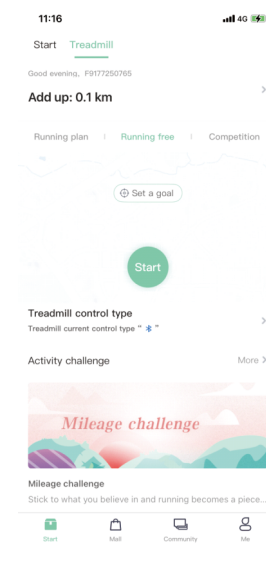 11:16
4G
Start Treadmill
Good evening, F9177250765
Add up: 0.1 km
Running plan Running free Competition
Set a goal
Start
Treadmill control type
Treadmill current control type " "
Activity challenge More
Mileage challenge
Mileage challenge
Stick to what you believe in and running becomes a piece...
Start Mall Community Me